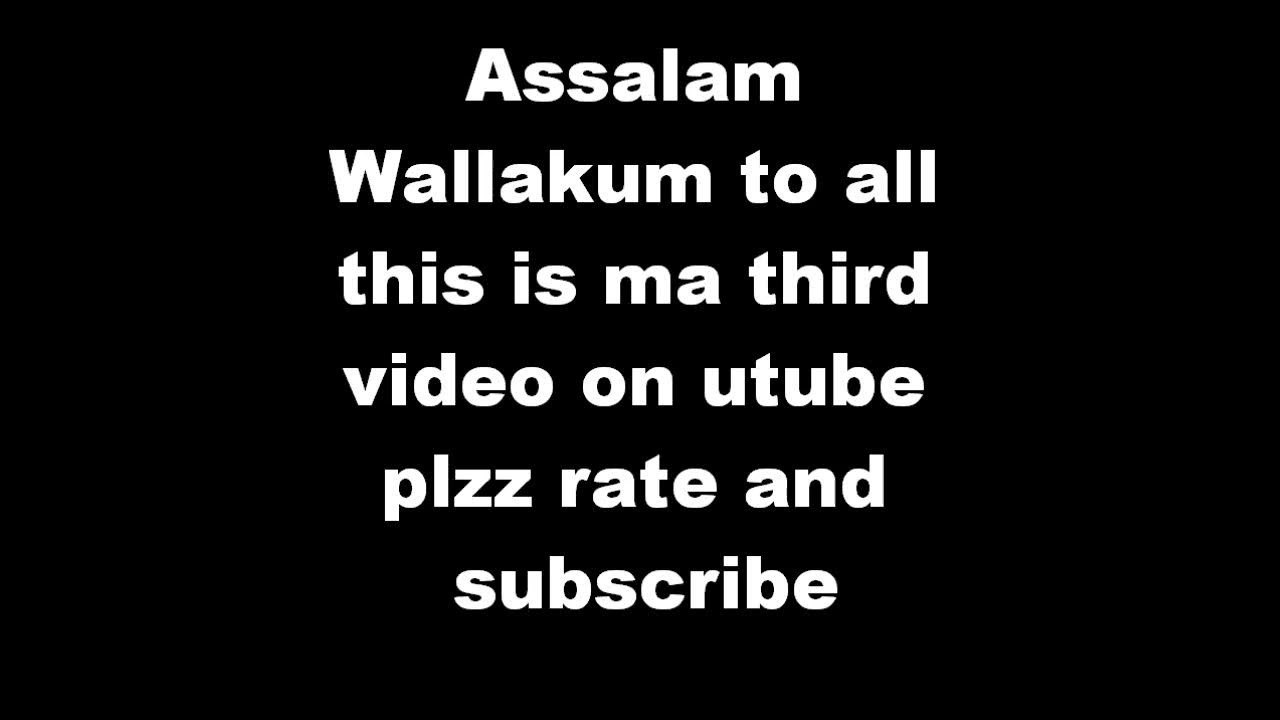 Assalam
Wallakum to all
this is ma third
video on utube
plzz rate and
subscribe